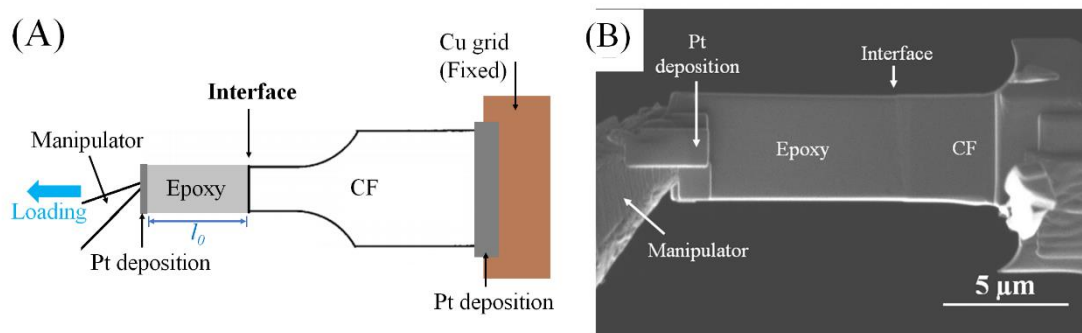 (A)
Cu grid
(Fixed)
Interface
Manipulator
Epoxy
CF
Loading
l₀
Pt deposition
Pt deposition
(B)
Pt
deposition
Interface
Epoxy
CF
Manipulator
5 μm